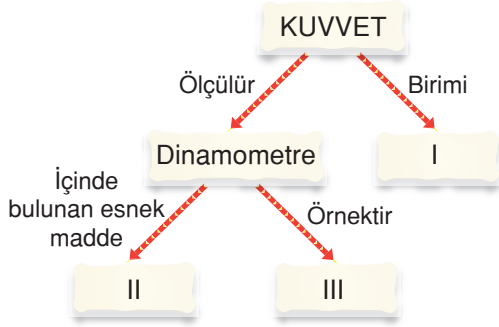 KUVVET
Ölçülür
Birimi
Dinamometre
I
İçinde
bulunan esnek
madde
Örnektir
II
III